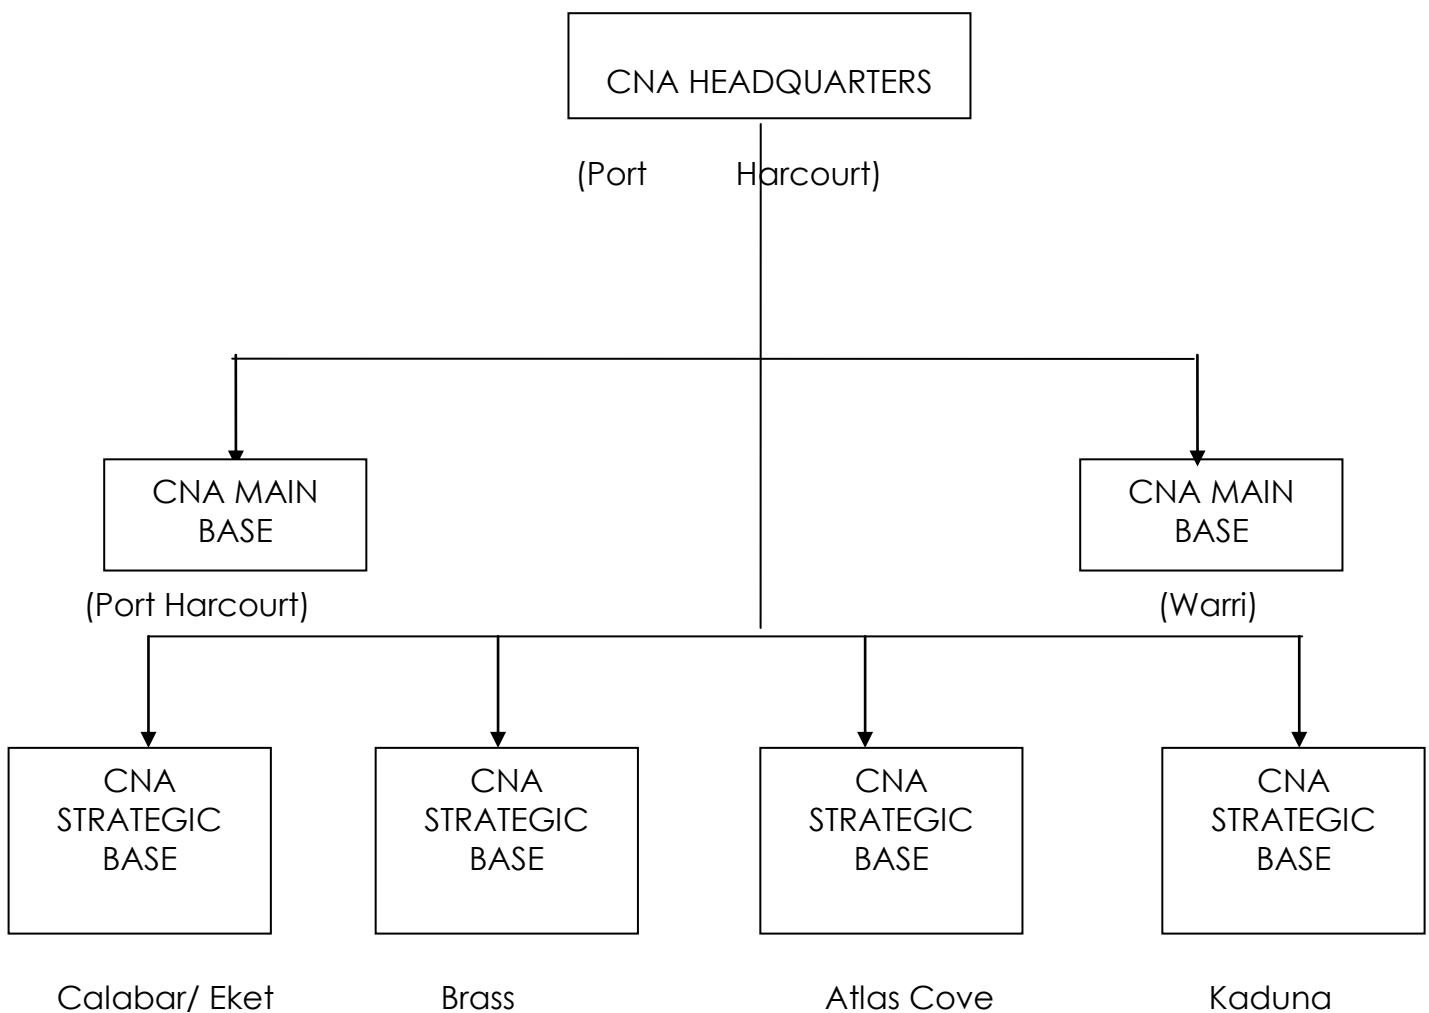 CNA HEADQUARTERS
(Port Harcourt)
CNA MAIN
BASE
(Port Harcourt)
CNA MAIN
BASE
(Warri)
CNA
STRATEGIC
BASE
Calabar/ Eket
CNA
STRATEGIC
BASE
Brass
CNA
STRATEGIC
BASE
Atlas Cove
CNA
STRATEGIC
BASE
Kaduna